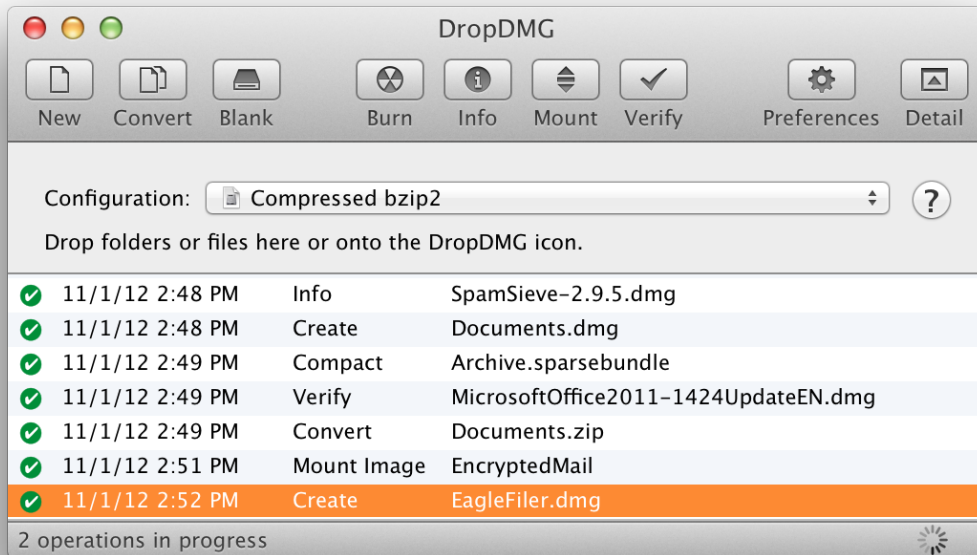 DropDMG
New Convert Blank Burn Info Mount Verify Preferences Detail
Configuration: Compressed bzip2 ?
Drop folders or files here or onto the DropDMG icon.
11/1/12 2:48 PM Info SpamSieve-2.9.5.dmg
11/1/12 2:48 PM Create Documents.dmg
11/1/12 2:49 PM Compact Archive.sparsebundle
11/1/12 2:49 PM Verify MicrosoftOffice2011-1424UpdateEN.dmg
11/1/12 2:49 PM Convert Documents.zip
11/1/12 2:51 PM Mount Image EncryptedMail
11/1/12 2:52 PM Create EagleFiler.dmg
2 operations in progress